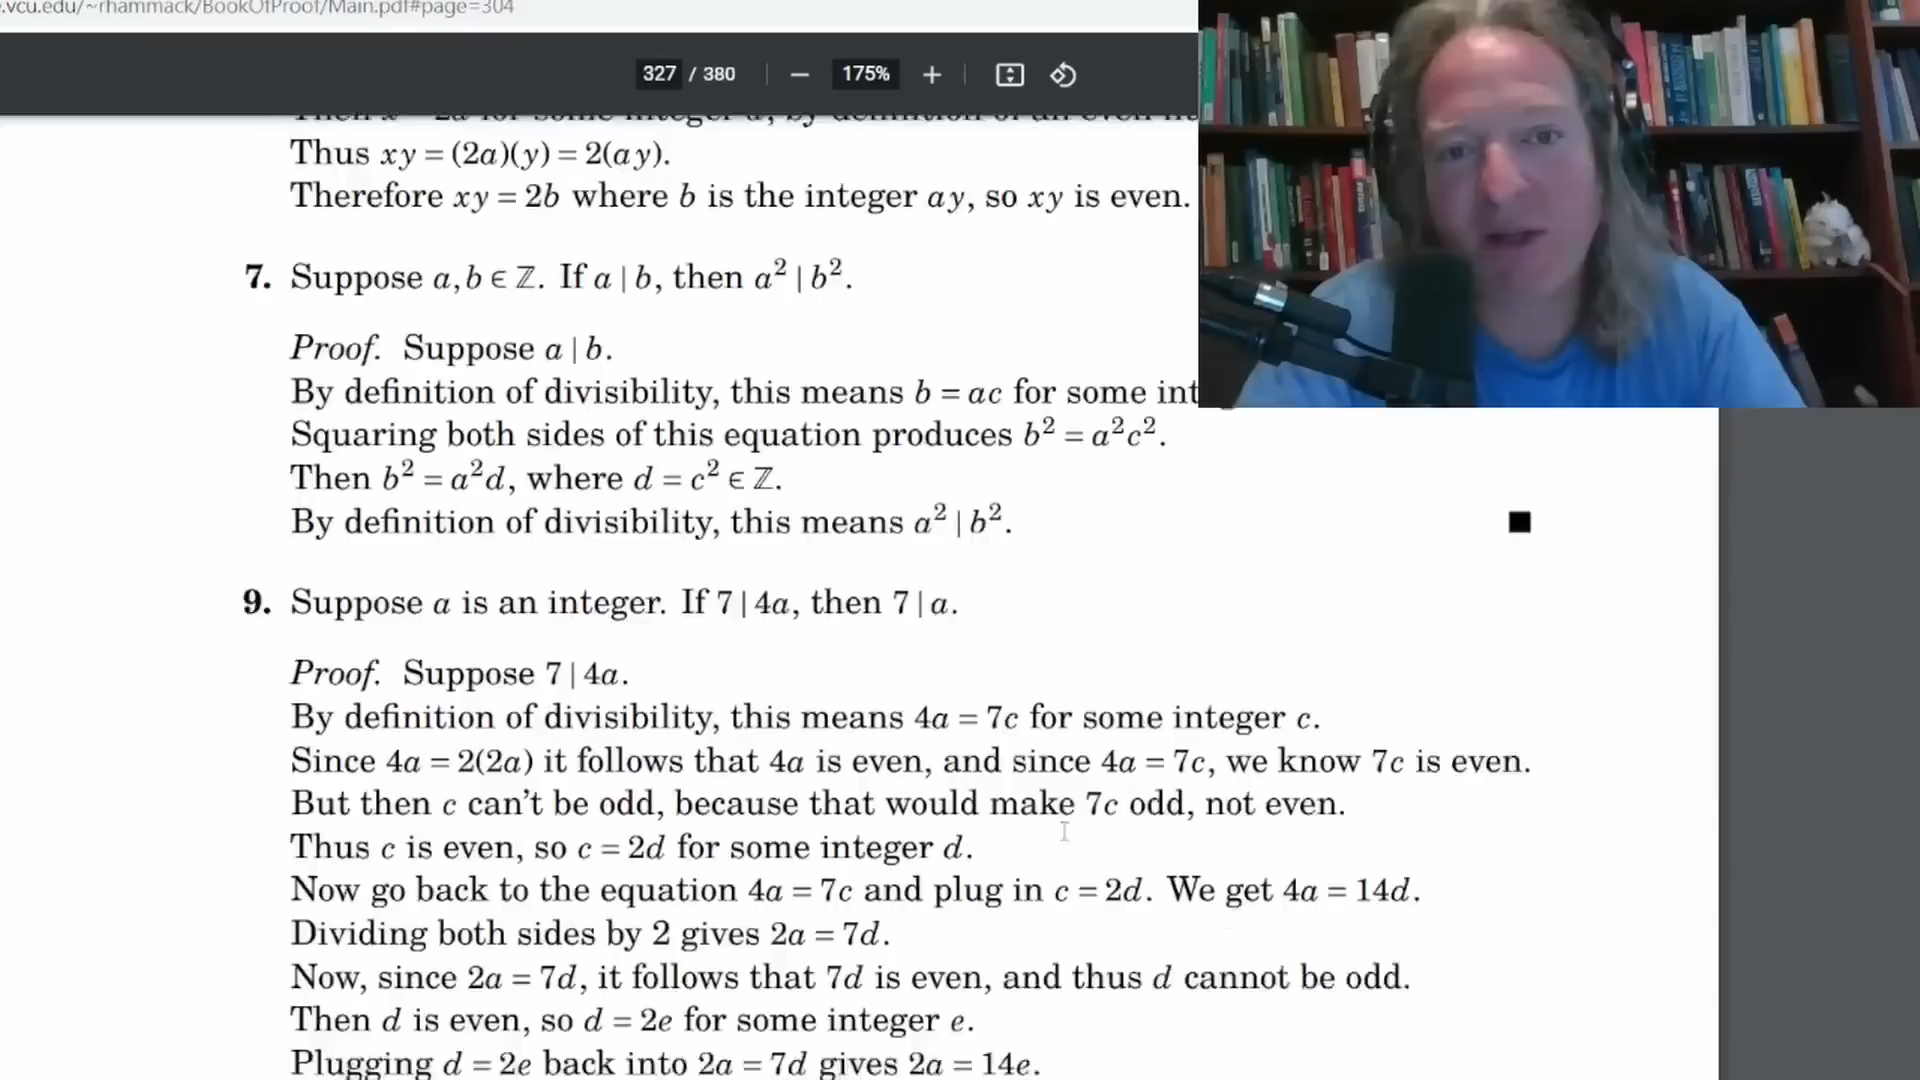 .vcu.edu/~rhammack/BookOfProof/Main.pdf#page=304
327 / 380 175%
Thus xy = (2a)(y) = 2(ay).
Therefore xy = 2b where b is the integer ay, so xy is even.
7. Suppose a, b ∈ ℤ. If a | b, then a² | b².
Proof. Suppose a | b.
By definition of divisibility, this means b = ac for some
Squaring both sides of this equation produces b² = a²c².
Then b² = a²d, where d = c² ∈ ℤ.
By definition of divisibility, this means a² | b². ■
9. Suppose a is an integer. If 7 | 4a, then 7 | a.
Proof. Suppose 7 | 4a.
By definition of divisibility, this means 4a = 7c for some integer c.
Since 4a = 2(2a) it follows that 4a is even, and since 4a = 7c, we know 7c is even.
But then c can't be odd, because that would make 7c odd, not even.
Thus c is even, so c = 2d for some integer d.
Now go back to the equation 4a = 7c and plug in c = 2d. We get 4a = 14d.
Dividing both sides by 2 gives 2a = 7d.
Now, since 2a = 7d, it follows that 7d is even, and thus d cannot be odd.
Then d is even, so d = 2e for some integer e.
Plugging d = 2e back into 2a = 7d gives 2a = 14e.